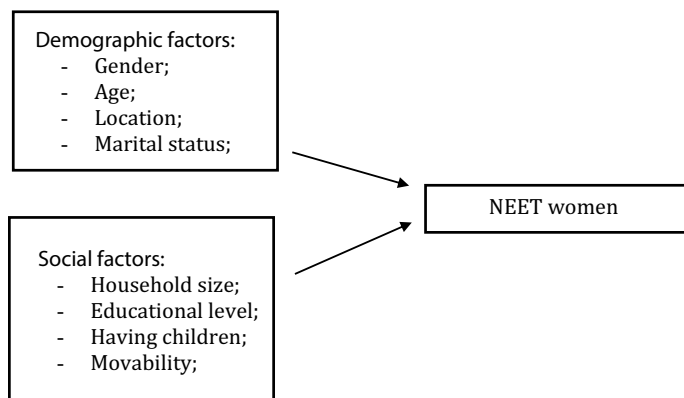 Demographic factors:
- Gender;
- Age;
- Location;
- Marital status;
NEET women
Social factors:
- Household size;
- Educational level;
- Having children;
- Movability;